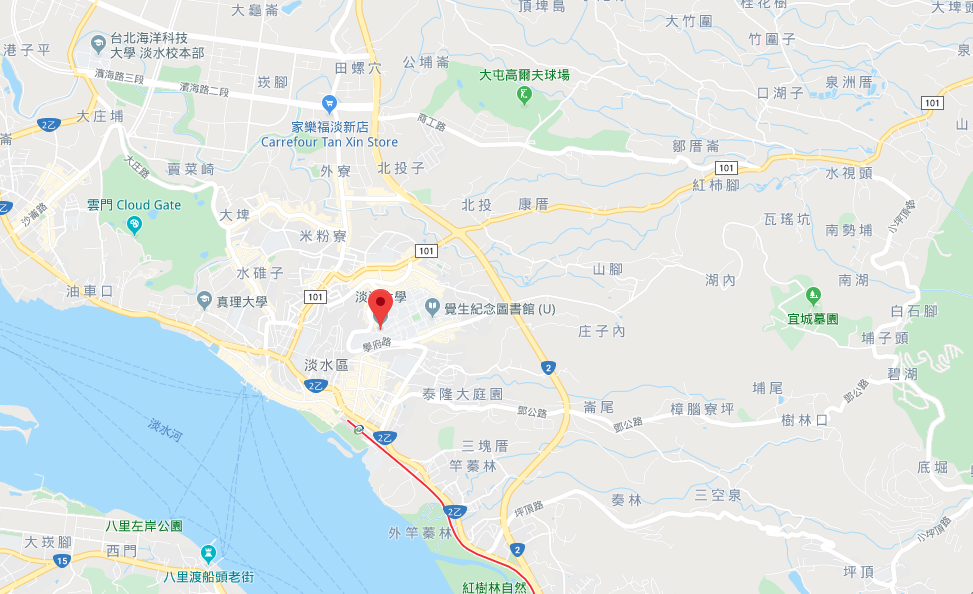 大龜崙
頂埤島
桂花樹
大埤頭
大竹圍
竹圍子
港子平
台北海洋科技
大學 淡水校本部
濱海路三段
濱海路二段
崁腳
田螺穴
公埔崙
大屯高爾夫球場
泉洲厝
口湖子
101
山
泉
2乙
大庄埔
崙
家樂福淡新店
Carrefour Tan Xin Store
商工路
鄒厝崙
101
大庄路
賣菜崎
外寮
北投子
紅柿腳
水視頭
沙崙路
2乙
雲門 Cloud Gate
大埤
北投
康厝
瓦瑤坑
南勢埔
小坪頂路
米粉寮
101
水碓子
山腳
湖內
南湖
油車口
真理大學
101
淡江大學
覺生紀念圖書館 (U)
宜城墓園
白石腳
庄子內
埔子頭
學府路
淡水區
2乙
2
碧湖
泰隆大庭園
鄧公路
崙尾
鄧公路
樟腦寮坪
埔尾
樹林口
鄧公路
淡水河
2乙
三塊厝
竿蓁林
底堀
2乙
外竿蓁林
坪頂路
奏林
三空泉
小坪頂路
八里左岸公園
大崁腳
西門
15
八里渡船頭老街
2
坪頂
紅樹林自然